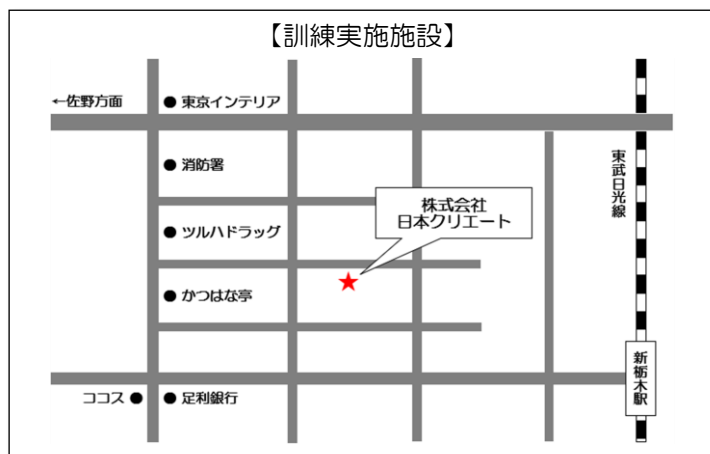 【訓練実施施設】
←佐野方面
● 東京インテリア
● 消防署
東武日光線
株式会社
日本クリエート
● ツルハドラッグ
● かつはな亭
新栃木駅
ココス ●
● 足利銀行